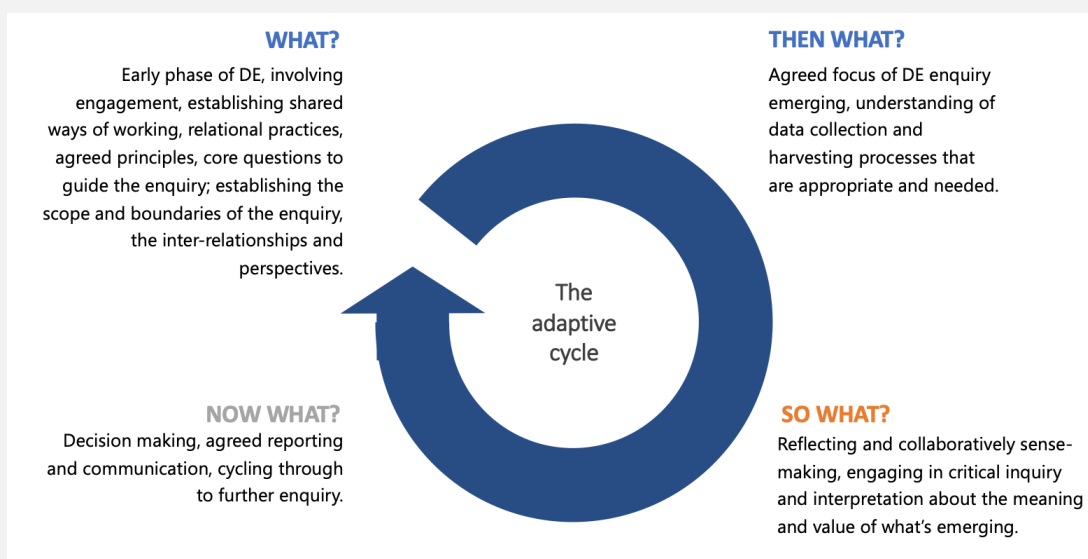 WHAT?
Early phase of DE, involving
engagement, establishing shared
ways of working, relational practices,
agreed principles, core questions to
guide the enquiry; establishing the
scope and boundaries of the enquiry,
the inter-relationships and
perspectives.
THEN WHAT?
Agreed focus of DE enquiry
emerging, understanding of
data collection and
harvesting processes that
are appropriate and needed.
The
adaptive
cycle
NOW WHAT?
Decision making, agreed reporting
and communication, cycling through
to further enquiry.
SO WHAT?
Reflecting and collaboratively sense-
making, engaging in critical inquiry
and interpretation about the meaning
and value of what's emerging.